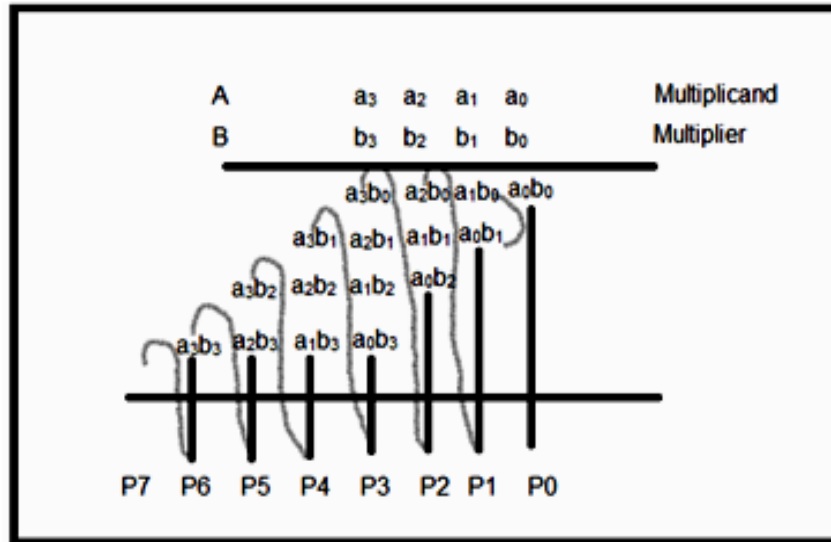 A a₃ a₂ a₁ a₀ Multiplicand
B b₃ b₂ b₁ b₀ Multiplier
a₃b₀ a₂b₀ a₁b₀ a₀b₀
a₃b₁ a₂b₁ a₁b₁ a₀b₁
a₃b₂ a₂b₂ a₁b₂ a₀b₂
a₃b₃ a₂b₃ a₁b₃ a₀b₃
P7 P6 P5 P4 P3 P2 P1 P0